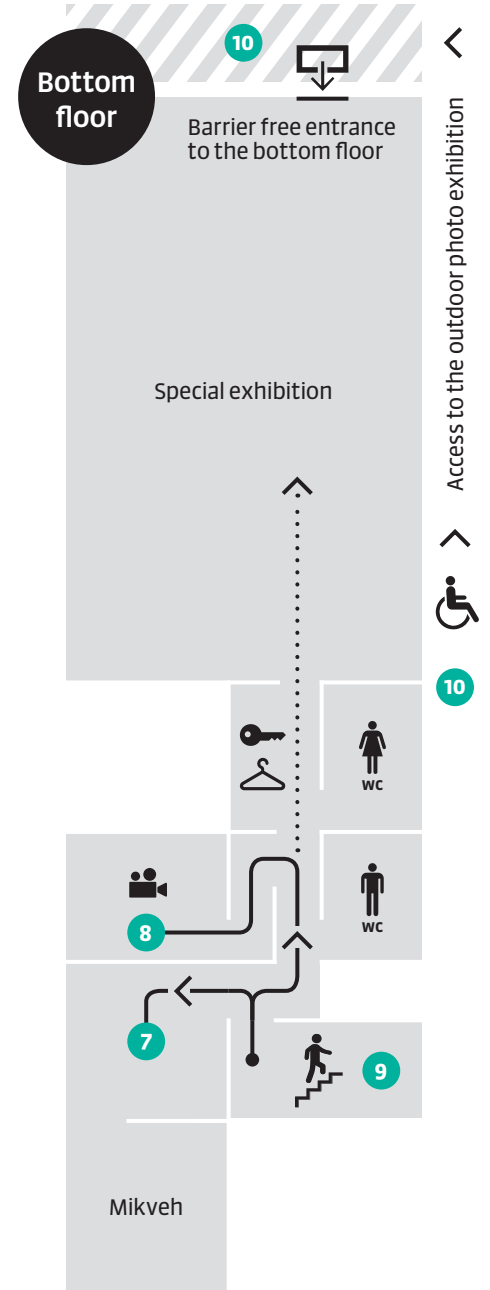 Bottom
floor
10
Barrier free entrance
to the bottom floor
Access to the outdoor photo exhibition
Special exhibition
10
WC
8
WC
7
9
Mikveh